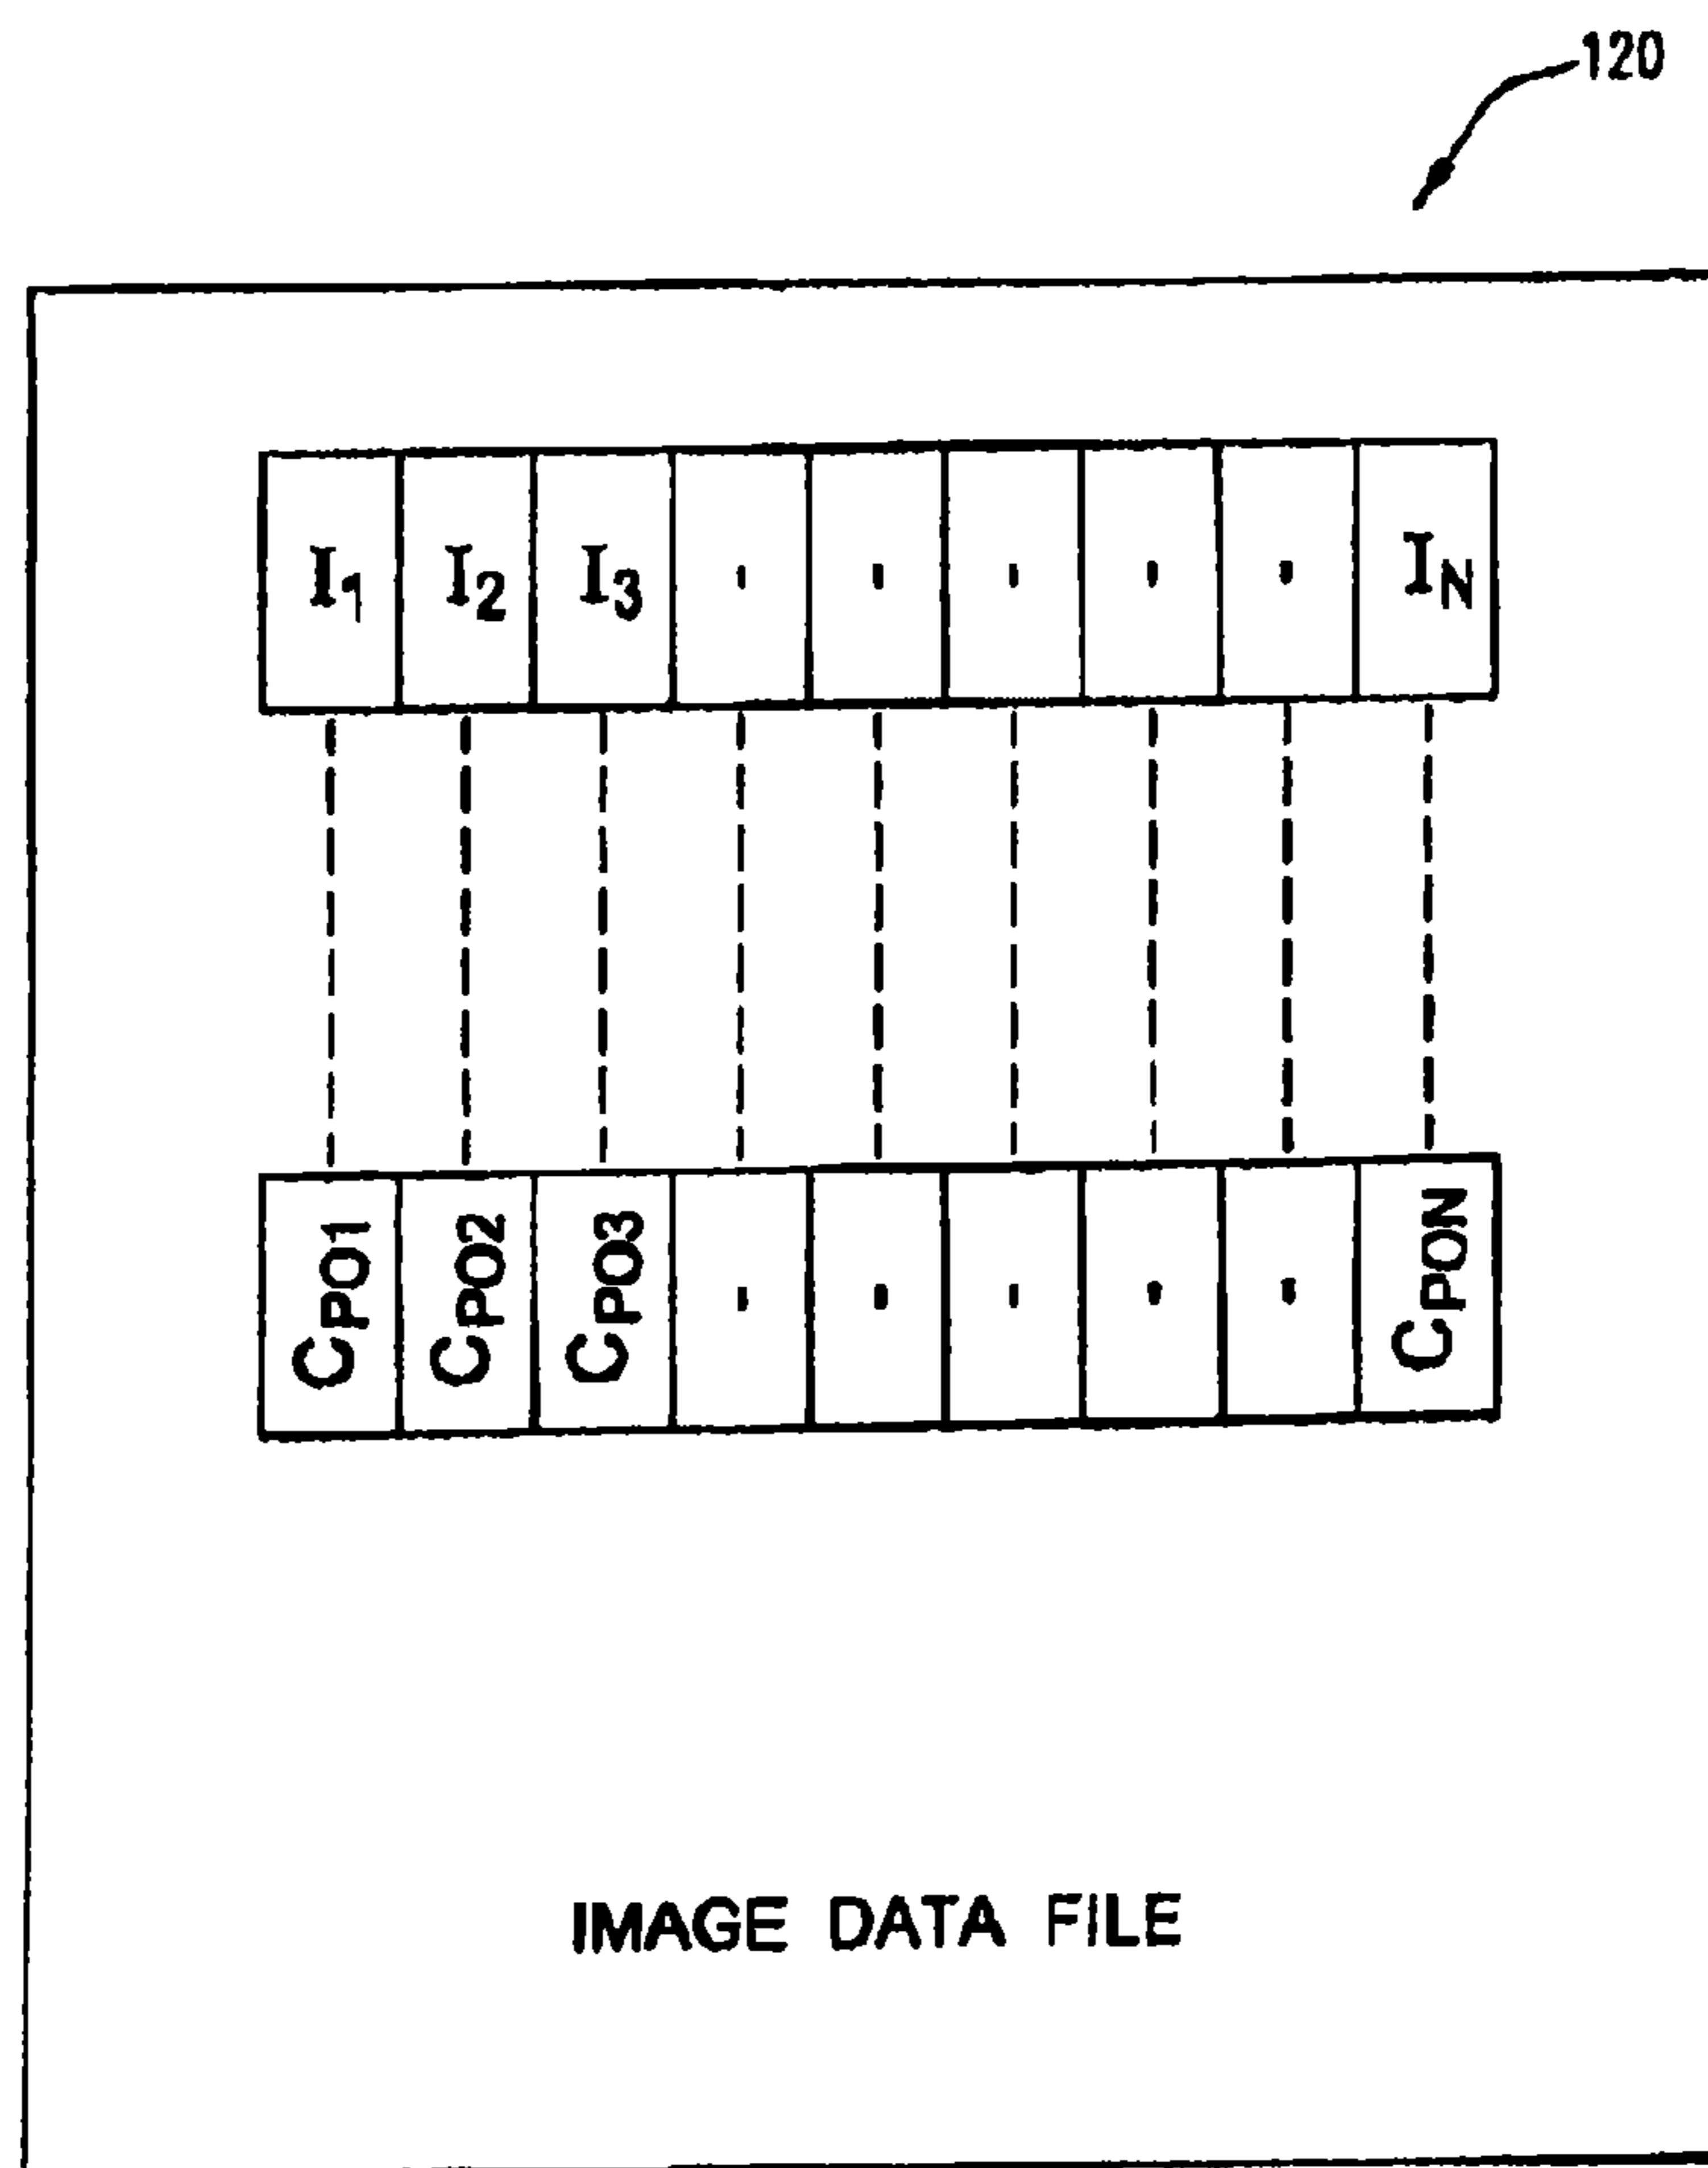 120
I1 I2 I3 . . . . . IN
CPO1 CPO2 CPO3 . . . . . CPON
IMAGE DATA FILE